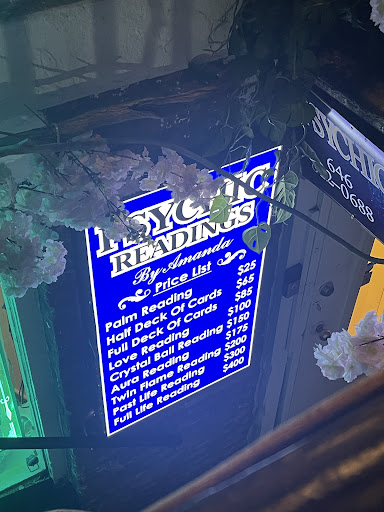 PSYCHIC
READINGS
By Amanda
Price List
Palm Reading $25
Half Deck Of Cards $65
Full Deck Of Cards $85
Love Reading $100
Crystal Ball Reading $150
Aura Reading $175
Twin Flame Reading $200
Past Life Reading $300
Full Life Reading $400
PSYCHIC
646
-0688